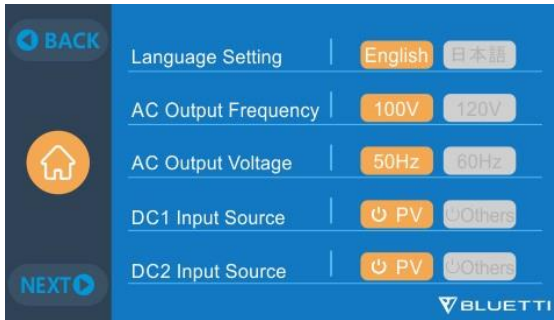 BACK
Language Setting English 日本語
AC Output Frequency 100V 120V
AC Output Voltage 50Hz 60Hz
DC1 Input Source PV Others
DC2 Input Source PV Others
NEXT
BLUETTI